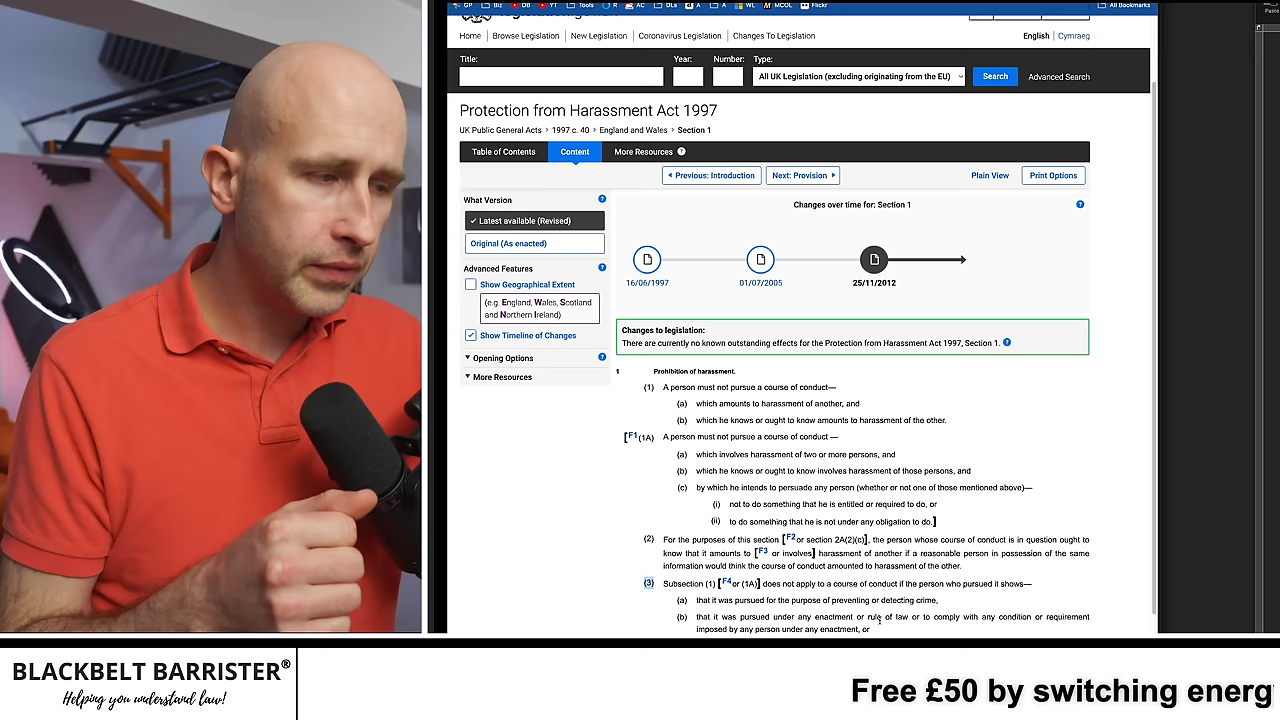 GP Biz DB YT Tools R AC DLs A A WL MCOL Flickr All Bookmarks
Home Browse Legislation New Legislation Coronavirus Legislation Changes To Legislation English Cymraeg
Title: Year: Number: Type:
All UK Legislation (excluding originating from the EU) Search Advanced Search
Protection from Harassment Act 1997
UK Public General Acts 1997 c. 40 England and Wales Section 1
Table of Contents Content More Resources ?
Previous: Introduction Next: Provision Plain View Print Options
What Version ?
Latest available (Revised)
Original (As enacted)
Advanced Features ?
Show Geographical Extent
(e.g. England, Wales, Scotland
and Northern Ireland)
Show Timeline of Changes
Opening Options ?
More Resources
Changes over time for: Section 1 ?
16/06/1997 01/07/2005 25/11/2012
Changes to legislation:
There are currently no known outstanding effects for the Protection from Harassment Act 1997, Section 1. ?
1 Prohibition of harassment.
(1) A person must not pursue a course of conduct—
(a) which amounts to harassment of another, and
(b) which he knows or ought to know amounts to harassment of the other.
[F1(1A) A person must not pursue a course of conduct —
(a) which involves harassment of two or more persons, and
(b) which he knows or ought to know involves harassment of those persons, and
(c) by which he intends to persuade any person (whether or not one of those mentioned above)—
(i) not to do something that he is entitled or required to do, or
(ii) to do something that he is not under any obligation to do.]
(2) For the purposes of this section [F2or section 2A(2)(c)], the person whose course of conduct is in question ought to
know that it amounts to [F3 or involves] harassment of another if a reasonable person in possession of the same
information would think the course of conduct amounted to harassment of the other.
(3) Subsection (1) [F4or (1A)] does not apply to a course of conduct if the person who pursued it shows—
(a) that it was pursued for the purpose of preventing or detecting crime,
(b) that it was pursued under any enactment or rule of law or to comply with any condition or requirement
imposed by any person under any enactment, or
BLACKBELT BARRISTER®
Helping you understand law!
Free £50 by switching energ